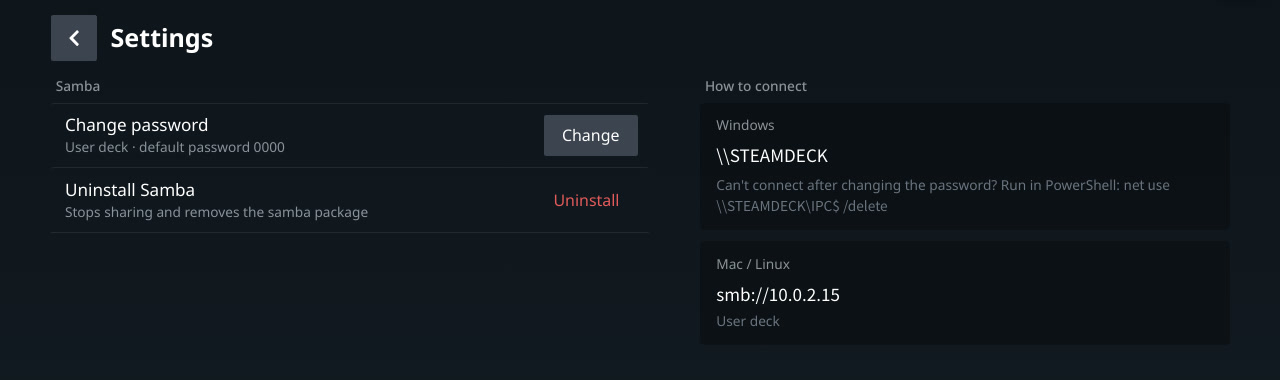 Settings
Samba
Change password
User deck · default password 0000
Change
Uninstall Samba
Stops sharing and removes the samba package
Uninstall
How to connect
Windows
\\STEAMDECK
Can't connect after changing the password? Run in PowerShell: net use
\\STEAMDECK\IPC$ /delete
Mac / Linux
smb://10.0.2.15
User deck